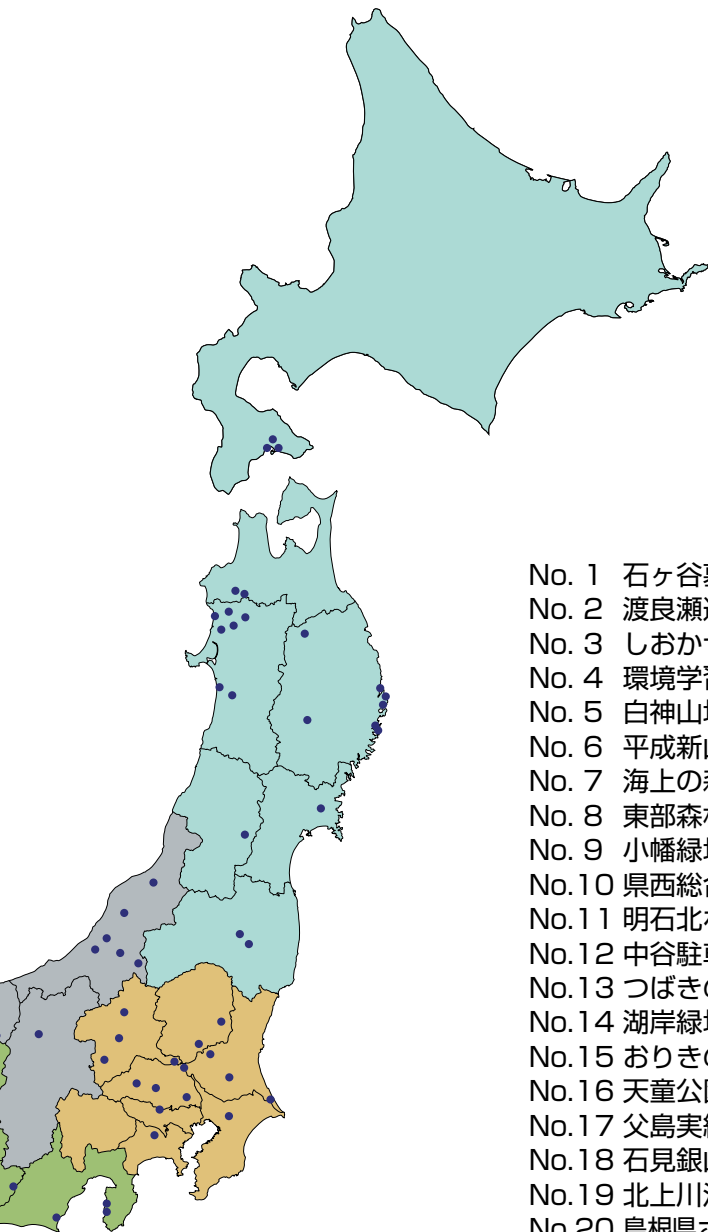 No. 1 石ヶ谷
No. 2 渡良瀬
No. 3 しおか
No. 4 環境学
No. 5 白神山
No. 6 平成新
No. 7 海上の
No. 8 東部森
No. 9 小幡緑
No.10 県西総
No.11 明石北
No.12 中谷駐
No.13 つばき
No.14 湖岸緑
No.15 おりき
No.16 天童公
No.17 父島実
No.18 石見銀
No.19 北上川
No.20 島根県